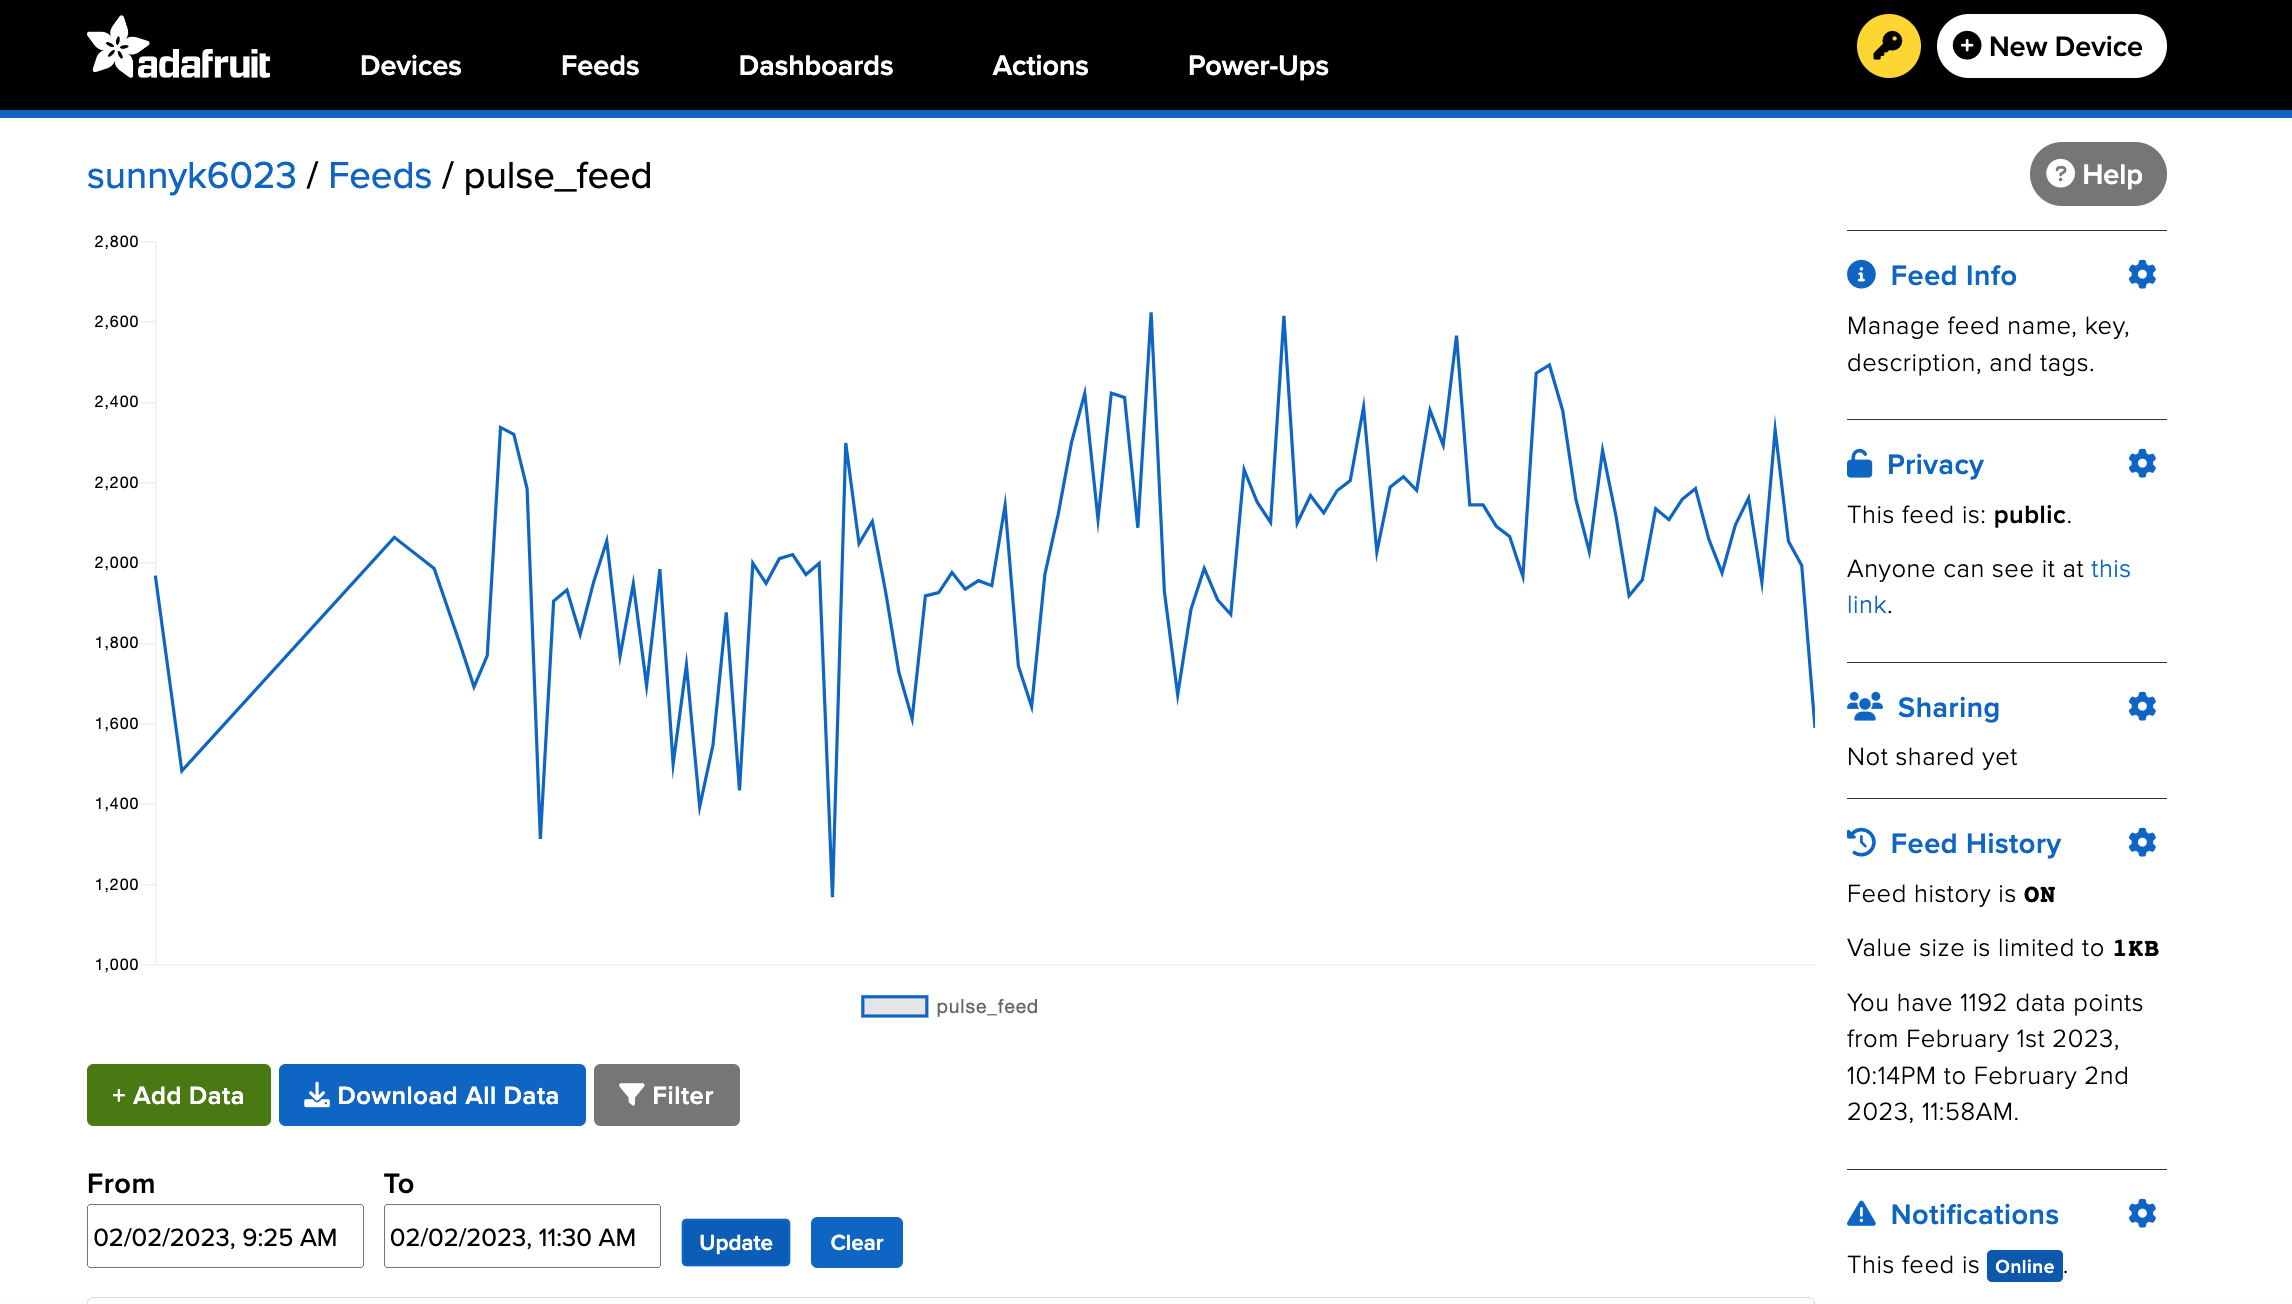 adafruit
Devices
Feeds
Dashboards
Actions
Power-Ups
New Device
sunnyk6023 / Feeds / pulse_feed
Help
2,800
2,600
2,400
2,200
2,000
1,800
1,600
1,400
1,200
1,000
pulse_feed
+ Add Data
Download All Data
Filter
From
To
02/02/2023, 9:25 AM
02/02/2023, 11:30 AM
Update
Clear
Feed Info
Manage feed name, key,
description, and tags.
Privacy
This feed is: public.
Anyone can see it at this
link.
Sharing
Not shared yet
Feed History
Feed history is ON
Value size is limited to 1KB
You have 1192 data points
from February 1st 2023,
10:14PM to February 2nd
2023, 11:58AM.
Notifications
This feed is Online.